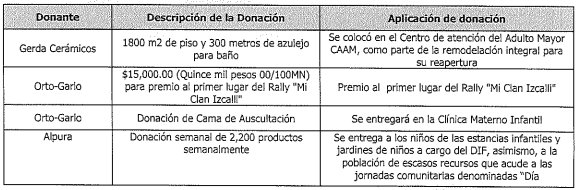 Donante Descripción de la Donación Aplicación de donación
Gerda Cerámicos
1800 m2 de piso y 300 metros de azulejo
para baño
Se colocó en el Centro de atención del Adulto Mayor
CAAM, como parte de la remodelación integral para
su reapertura
Orto-Garlo
$15,000.00 (Quince mil pesos 00/100MN)
para premio al primer lugar del Rally "Mi
Clan Izcalli"
Premio al primer lugar del Rally "Mi Clan Izcalli"
Orto-Garlo Donación de Cama de Auscultación Se entregará en la Clínica Materno Infantil
Alpura
Donación semanal de 2,200 productos
semanalmente
Se entrega a los niños de las estancias infantiles y
jardines de niños a cargo del DIF, asimismo, a la
población de escasos recursos que acude a las
jornadas comunitarias denominadas "Día